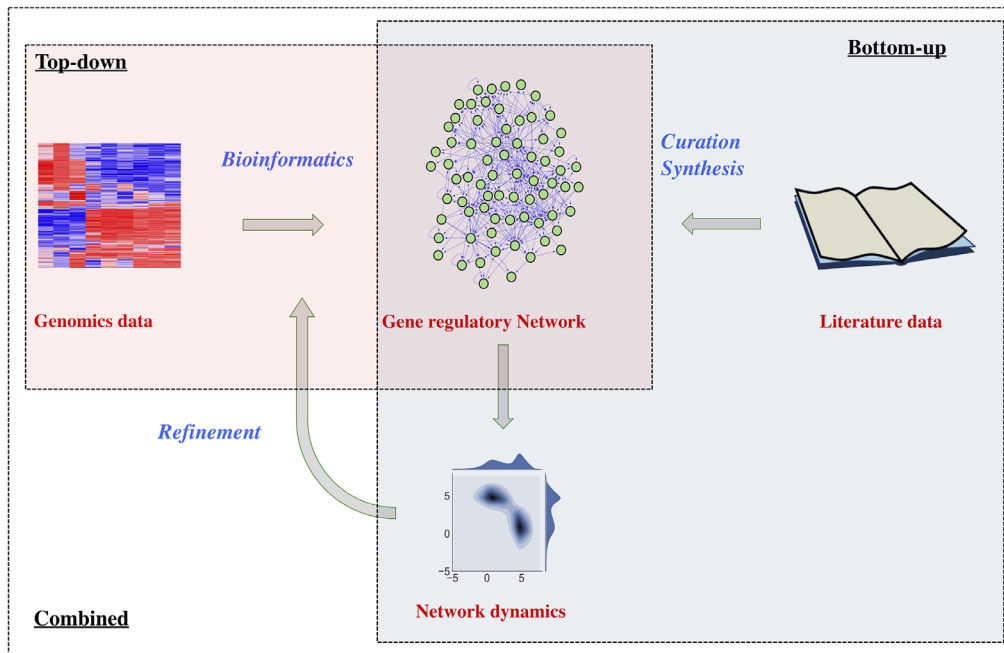 Top-down
Bottom-up
Bioinformatics
Curation
Synthesis
Genomics data
Gene regulatory Network
Literature data
Refinement
5
0
-5
-5
0
5
Network dynamics
Combined